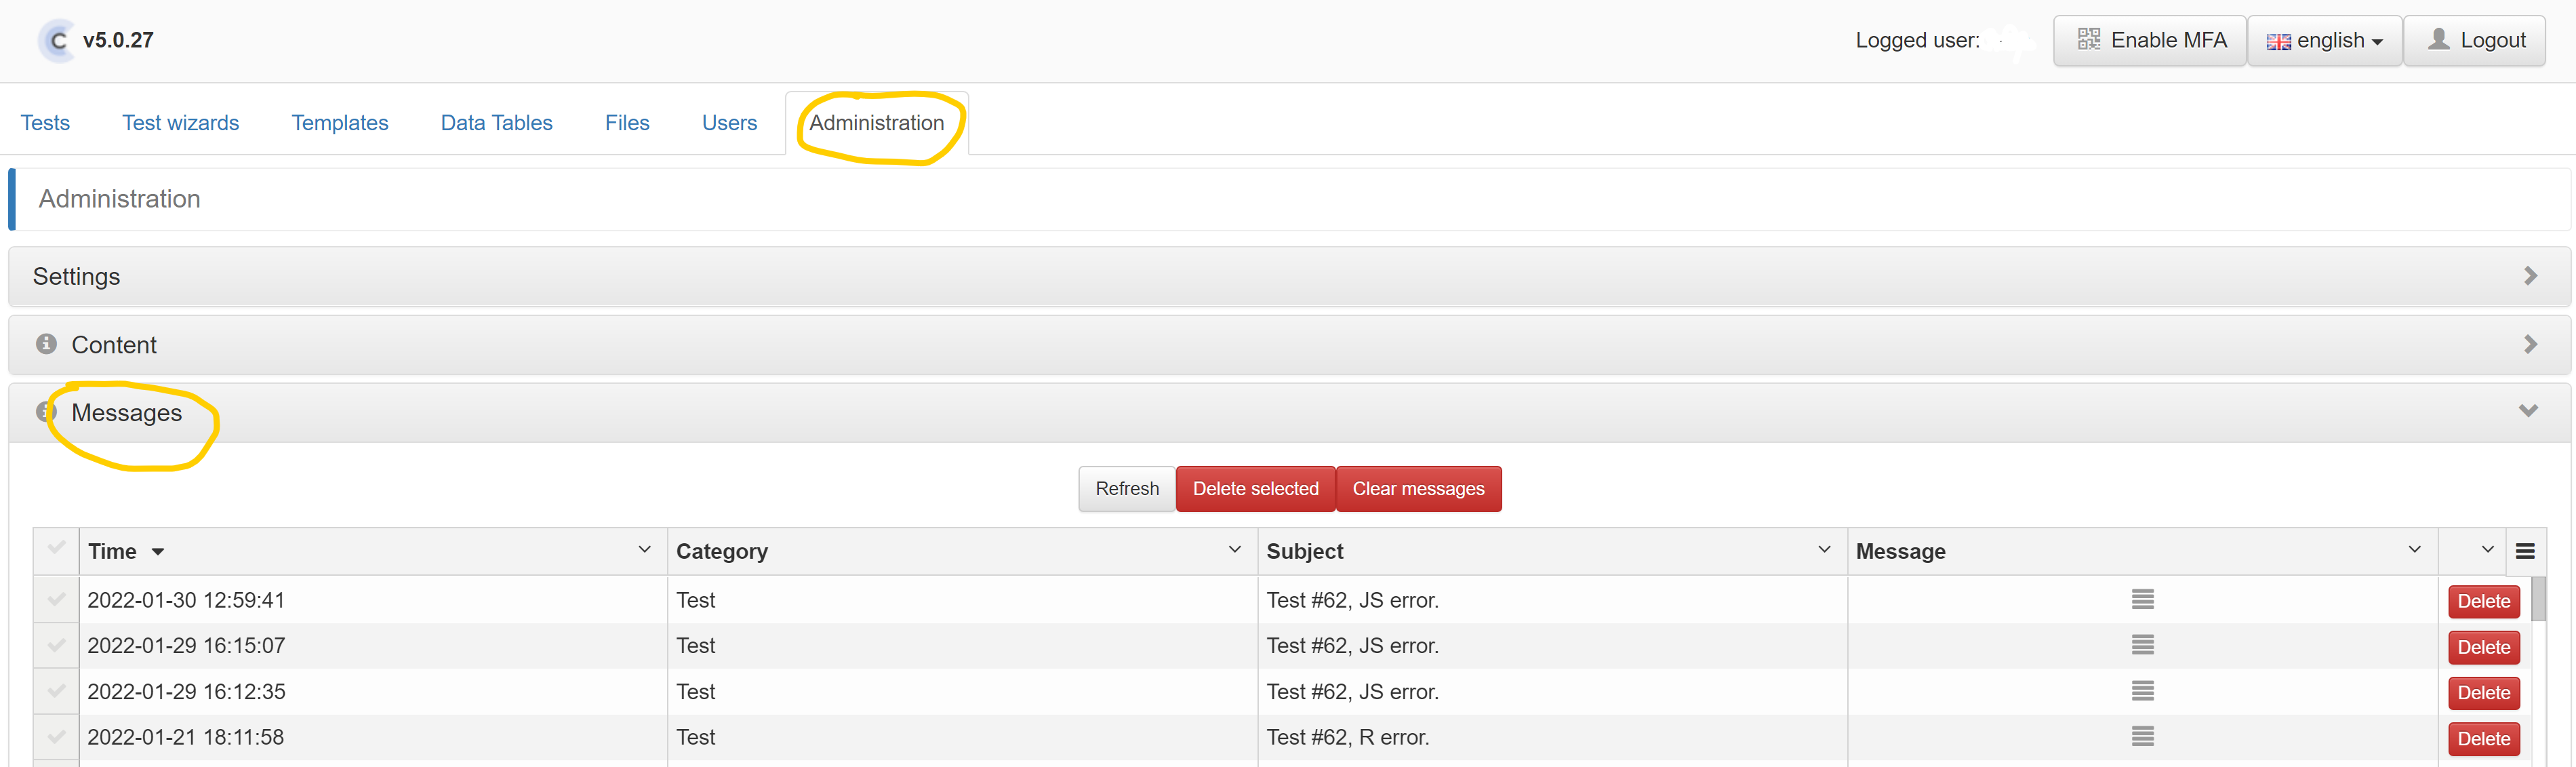 C v5.0.27 Logged user: Enable MFA english Logout
Tests Test wizards Templates Data Tables Files Users Administration
Administration
Settings
Content
Messages
Refresh Delete selected Clear messages
Time Category Subject Message
2022-01-30 12:59:41 Test Test #62, JS error. Delete
2022-01-29 16:15:07 Test Test #62, JS error. Delete
2022-01-29 16:12:35 Test Test #62, JS error. Delete
2022-01-21 18:11:58 Test Test #62, R error. Delete